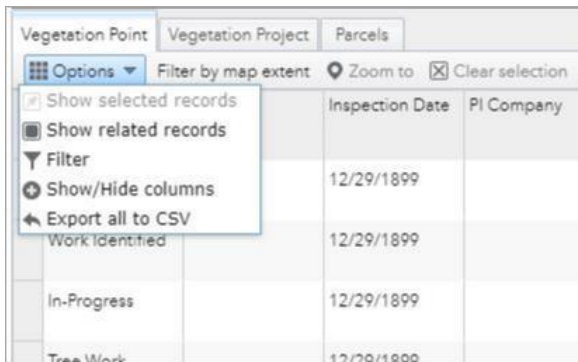 Vegetation Point Vegetation Project Parcels
Options Filter by map extent Zoom to Clear selection
Show selected records
Show related records
Filter
Show/Hide columns
Export all to CSV
Inspection Date PI Company
12/29/1899
Work Identified 12/29/1899
In-Progress 12/29/1899
Tree Work 12/29/1899